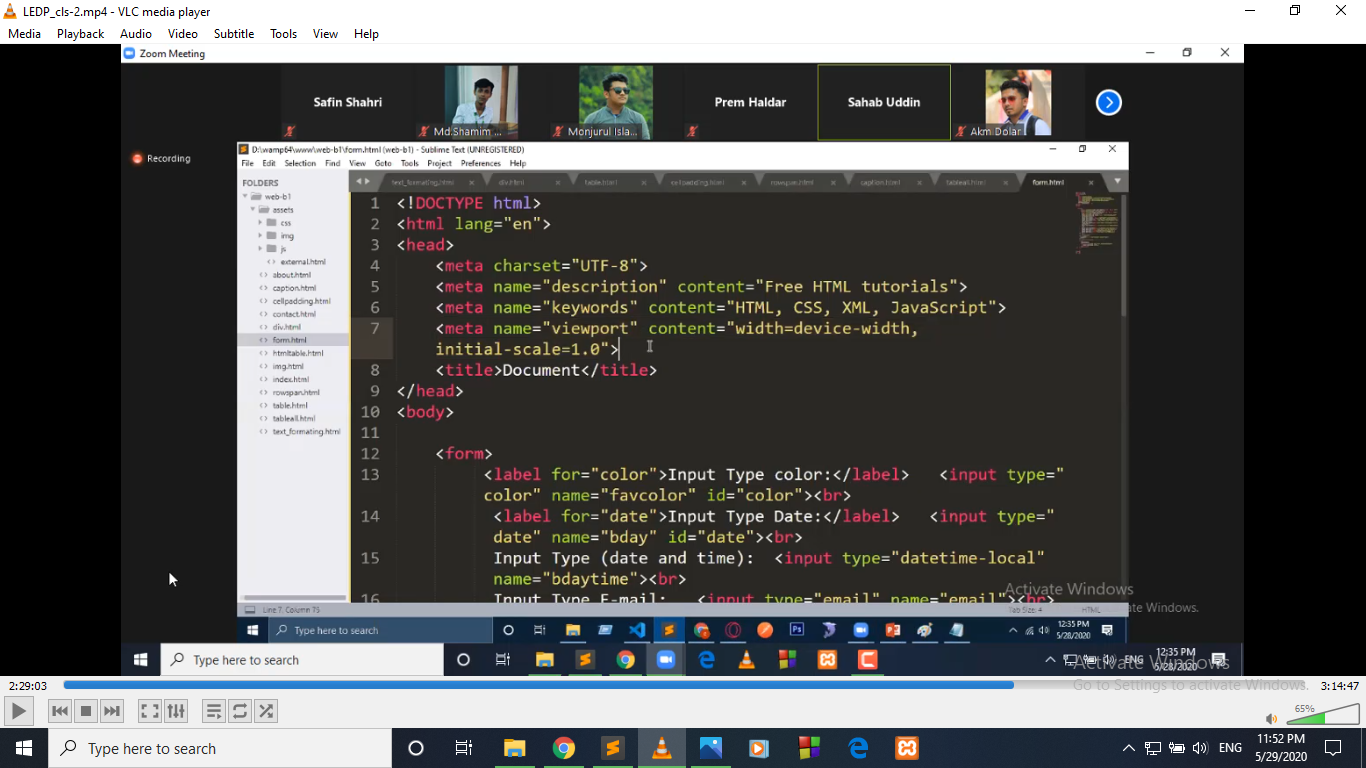 LEDP_cls-2.mp4 - VLC media player
Media Playback Audio Video Subtitle Tools View Help
Zoom Meeting
Safin Shahri
Md.Shamim ...
Monjurul Isla...
Prem Haldar
Sahab Uddin
Akm Dolar
Recording
D:\wamp64\www\web-b1\form.html (web-b1) - Sublime Text (UNREGISTERED)
File Edit Selection Find View Goto Tools Project Preferences Help
FOLDERS
web-b1
assets
css
img
js
external.html
about.html
caption.html
cellpadding.html
contact.html
div.html
form.html
htmltable.html
img.html
index.html
rowspan.html
table.html
tableall.html
text_formating.html
text_formating.html div.html table.html cellpadding.html rowspan.html caption.html tableall.html form.html
1 <!DOCTYPE html>
2 <html lang="en">
3 <head>
4 <meta charset="UTF-8">
5 <meta name="description" content="Free HTML tutorials">
6 <meta name="keywords" content="HTML, CSS, XML, JavaScript">
7 <meta name="viewport" content="width=device-width,
initial-scale=1.0">
8 <title>Document</title>
9 </head>
10 <body>
11
12 <form>
13 <label for="color">Input Type color:</label> <input type="
color" name="favcolor" id="color"><br>
14 <label for="date">Input Type Date:</label> <input type="
date" name="bday" id="date"><br>
15 Input Type (date and time): <input type="datetime-local"
name="bdaytime"><br>
16 Input Type E-mail: <input type="email" name="email"><br>
Activate Windows
Line 7, Column 75
Tab Size: 4
HTML
ate Windows.
Type here to search
12:35 PM
5/28/2020
Type here to search
ENG
12:35 PM
5/28/2020
Activate Windows
Go to Settings to activate Windows.
2:29:03
3:14:47
65%
Type here to search
ENG
11:52 PM
5/29/2020